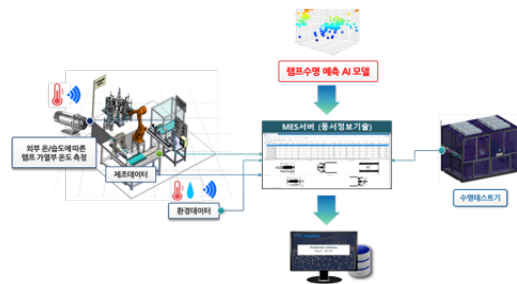 램프수명 예측 AI 모델
MES서버 (동서정보기술)
외부 온/습도에 따른
램프 가열부 온도 측정
제조데이터
환경데이터
수명테스트기